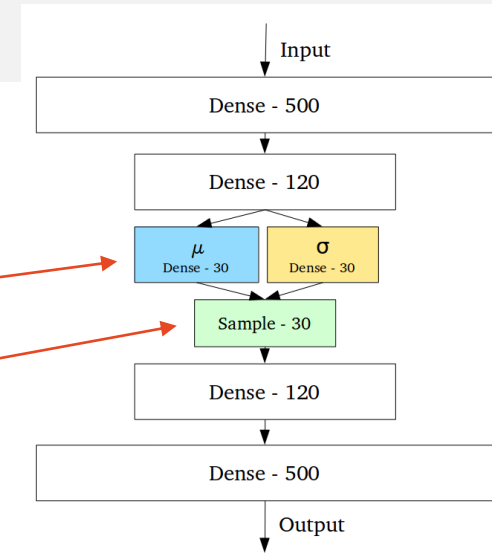 Input
Dense - 500
Dense - 120
μ
Dense - 30
σ
Dense - 30
Sample - 30
Dense - 120
Dense - 500
Output